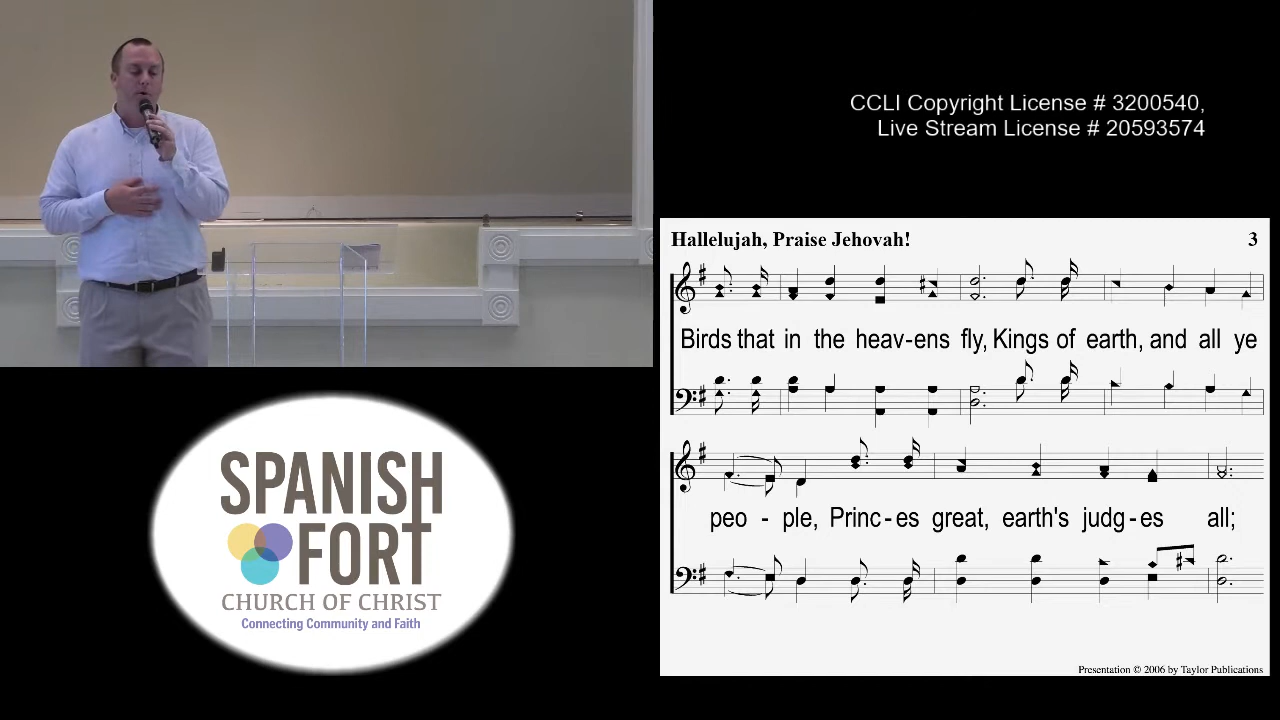 CCLI Copyright License # 3200540,
Live Stream License # 20593574
Hallelujah, Praise Jehovah! 3
Birds that in the heav-ens fly, Kings of earth, and all ye
peo - ple, Princ-es great, earth's judg-es all;
Presentation © 2006 by Taylor Publications
SPANISH
FORT
CHURCH OF CHRIST
Connecting Community and Faith